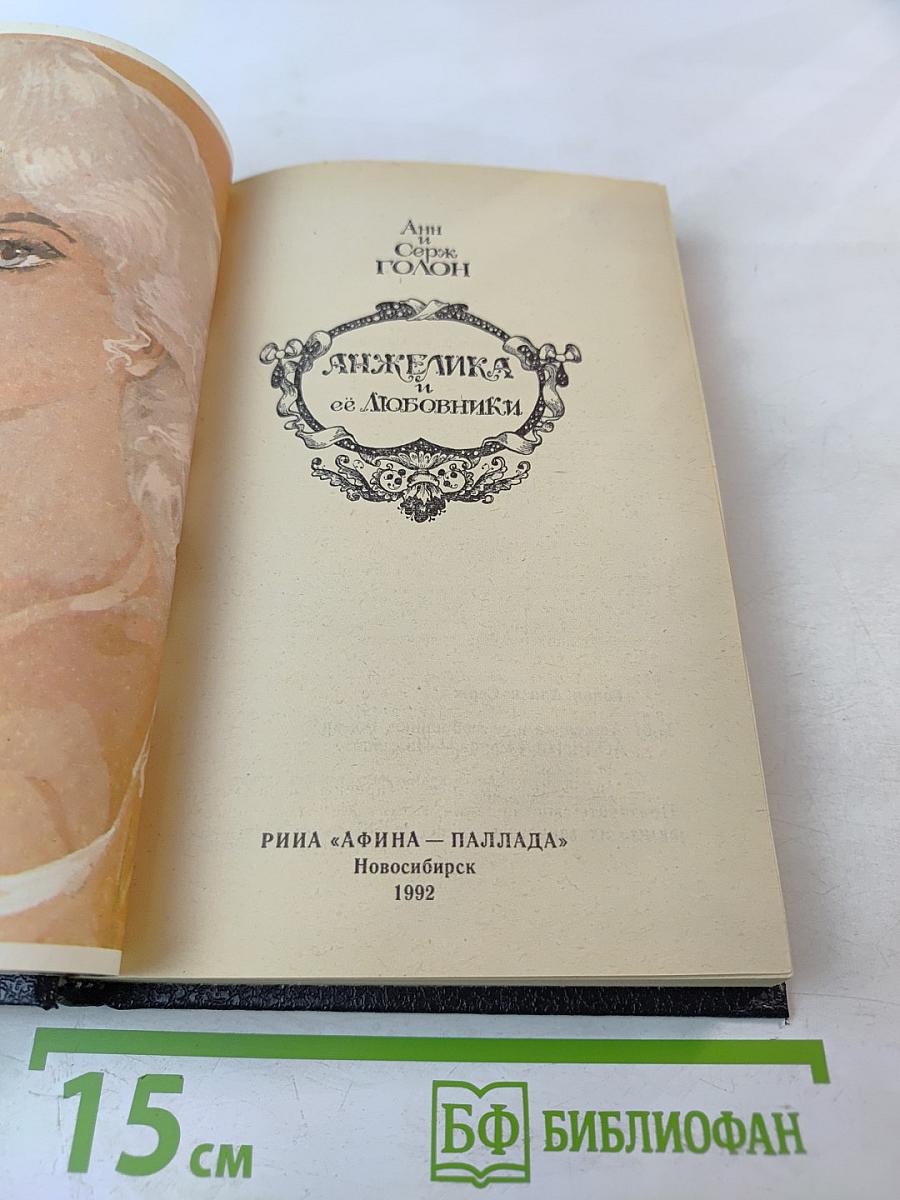 Анн
и
Серж
ГОЛОН
АНЖЕЛИКА
и
её ЛЮБОВНИКИ
РИИА «АФИНА — ПАЛЛАДА»
Новосибирск
1992
15 см
БФ БИБЛИОФАН